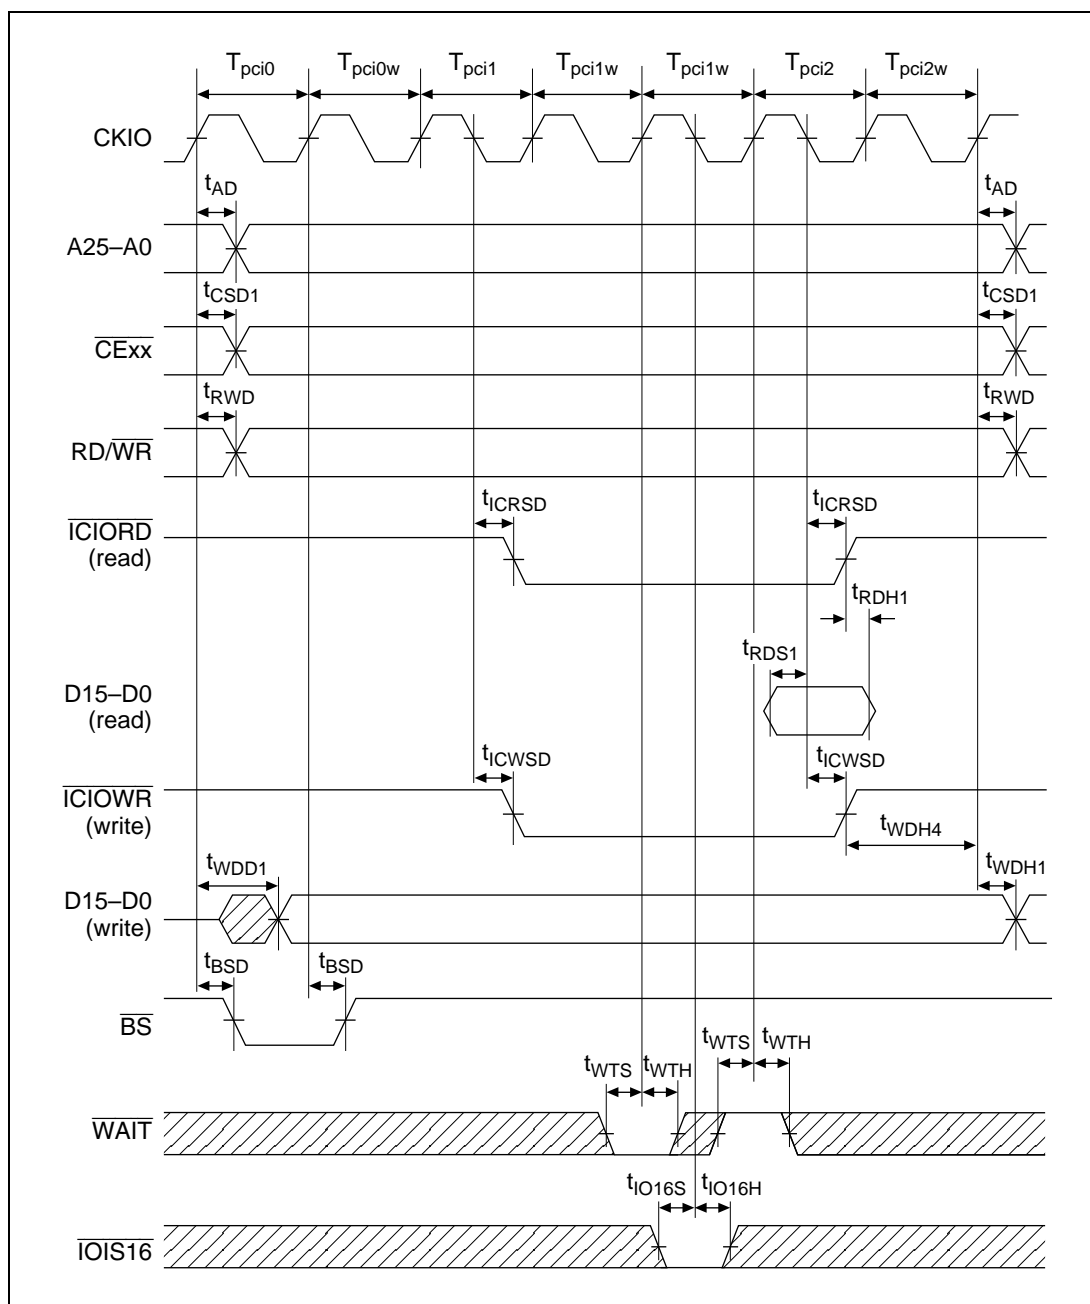 Tpci0 Tpci0w Tpci1 Tpci1w Tpci1w Tpci2 Tpci2w
CKIO
tAD tAD
A25–A0
tCSD1 tCSD1
CExx
tRWD tRWD
RD/WR
tICRSD tICRSD
ICIORD
(read)
tRDH1
tRDS1
D15–D0
(read)
tICWSD tICWSD
ICIOWR
(write)
tWDH4
tWDD1 tWDH1
D15–D0
(write)
tBSD tBSD
BS
tWTS tWTH
tWTS tWTH
WAIT
tIO16S tIO16H
IOIS16